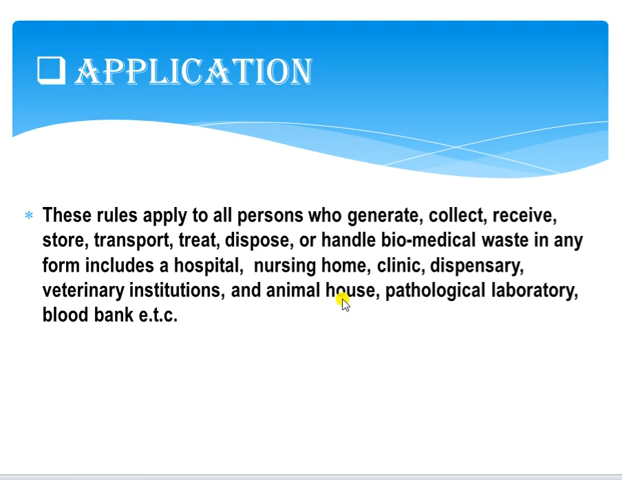 APPLICATION
These rules apply to all persons who generate, collect, receive,
store, transport, treat, dispose, or handle bio-medical waste in any
form includes a hospital, nursing home, clinic, dispensary,
veterinary institutions, and animal house, pathological laboratory,
blood bank e.t.c.